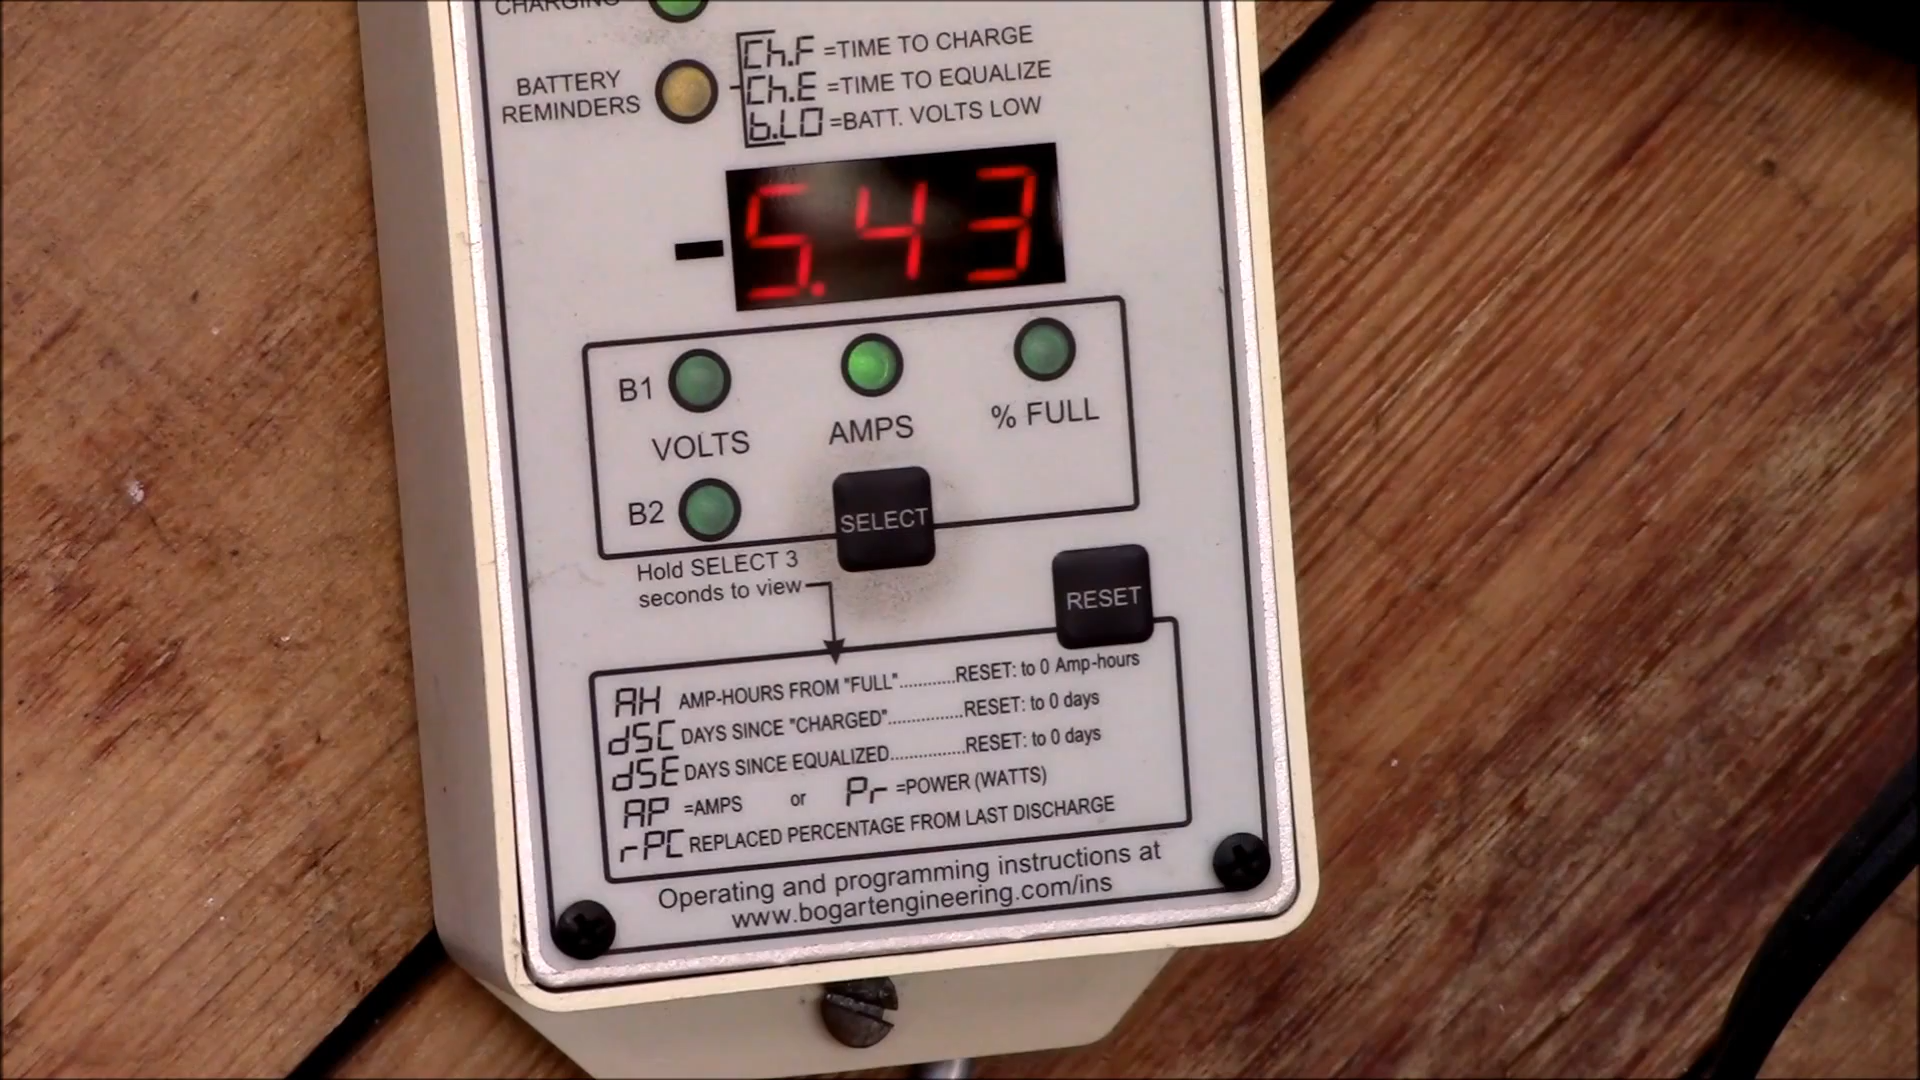 CHARGING
BATTERY
REMINDERS
Ch.F =TIME TO CHARGE
Ch.E =TIME TO EQUALIZE
b.LO =BATT. VOLTS LOW
-5.43
B1
VOLTS
AMPS
% FULL
B2
SELECT
Hold SELECT 3
seconds to view
RESET
AH AMP-HOURS FROM "FULL"............RESET: to 0 Amp-hours
dSC DAYS SINCE "CHARGED"................RESET: to 0 days
dSE DAYS SINCE EQUALIZED................RESET: to 0 days
AP =AMPS or Pr =POWER (WATTS)
rPC REPLACED PERCENTAGE FROM LAST DISCHARGE
Operating and programming instructions at
www.bogartengineering.com/ins